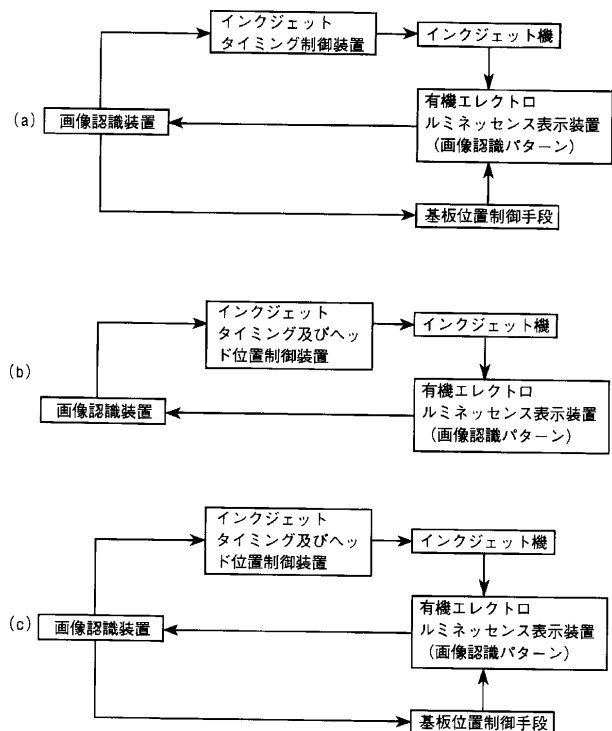 インクジェット
タイミング制御装置
インクジェット機
(a)
画像認識装置
有機エレクトロ
ルミネッセンス表示装置
(画像認識パターン)
基板位置制御手段
インクジェット
タイミング及びヘッ
ド位置制御装置
インクジェット機
(b)
画像認識装置
有機エレクトロ
ルミネッセンス表示装置
(画像認識パターン)
インクジェット
タイミング及びヘッ
ド位置制御装置
インクジェット機
(c)
画像認識装置
有機エレクトロ
ルミネッセンス表示装置
(画像認識パターン)
基板位置制御手段